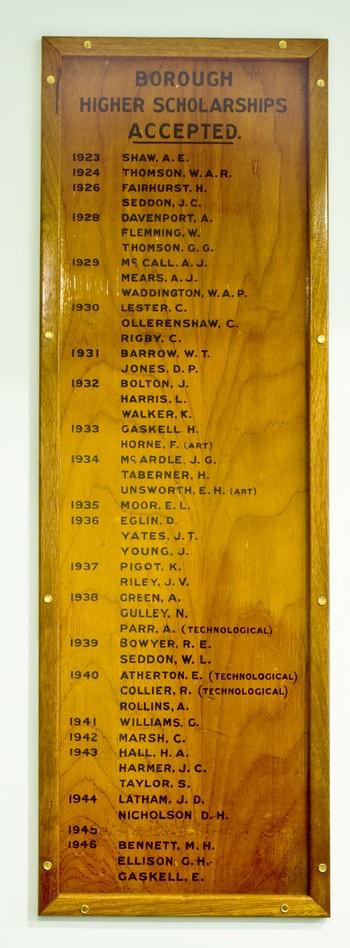 BOROUGH
HIGHER SCHOLARSHIPS
ACCEPTED.
1923 SHAW, A. E.
1924 THOMSON, W. A. R.
1926 FAIRHURST, H.
SEDDON, J. C.
1928 DAVENPORT, A.
FLEMMING, W.
THOMSON, G. G.
1929 McCALL, A. J.
MEARS, A. J.
WADDINGTON, W. A. P.
1930 LESTER, C.
OLLERENSHAW, C.
RIGBY, C.
1931 BARROW, W. T.
JONES, D. P.
1932 BOLTON, J.
HARRIS, L.
WALKER, K.
1933 GASKELL H.
HORNE, F. (ART)
1934 McARDLE, J. G.
TABERNER, H.
UNSWORTH, E. H. (ART)
1935 MOOR, E. L.
1936 EGLIN, D.
YATES, J. T.
YOUNG, J.
1937 PIGOT, K.
RILEY, J. V.
1938 GREEN, A.
GULLEY, N.
PARR, A. (TECHNOLOGICAL)
1939 BOWYER, R. E.
SEDDON, W. L.
1940 ATHERTON, E. (TECHNOLOGICAL)
COLLIER, R. (TECHNOLOGICAL)
ROLLINS, A.
1941 WILLIAMS, G.
1942 MARSH, C.
1943 HALL, H. A.
HARMER, J. C.
TAYLOR, S.
1944 LATHAM, J. D.
NICHOLSON D. H.
1945
1946 BENNETT, M. H.
ELLISON, G. H.
GASKELL, E.